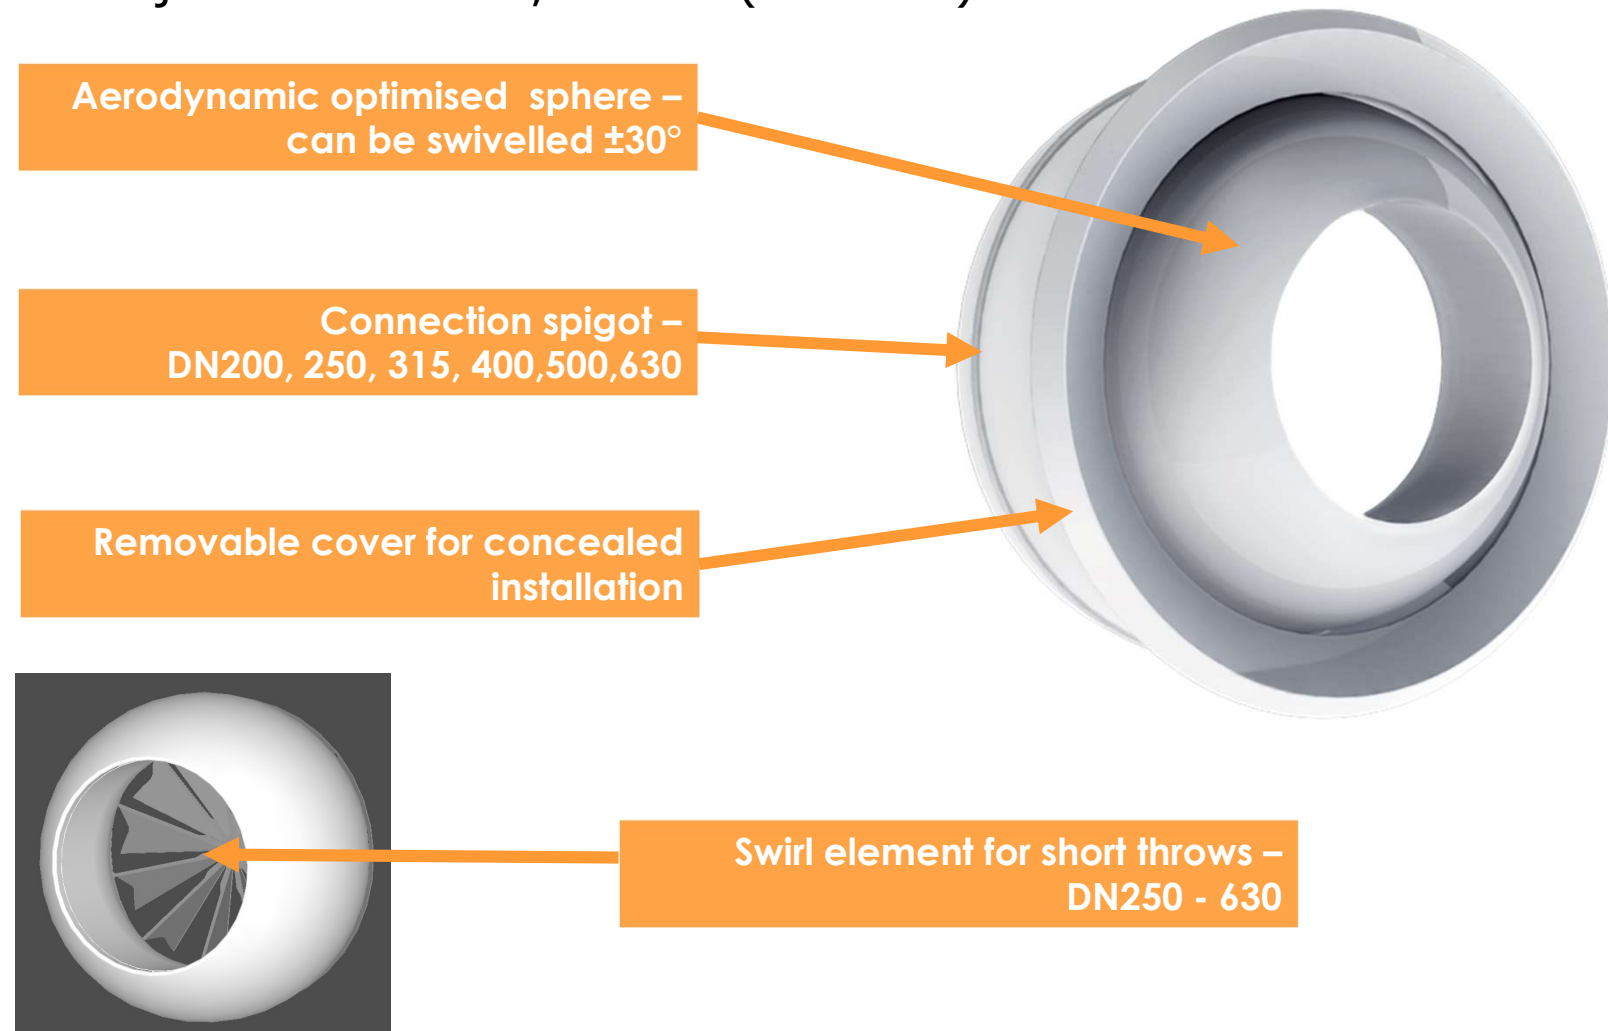 Aerodynamic optimised sphere –
can be swivelled ±30°
Connection spigot –
DN200, 250, 315, 400,500,630
Removable cover for concealed
installation
Swirl element for short throws –
DN250 - 630